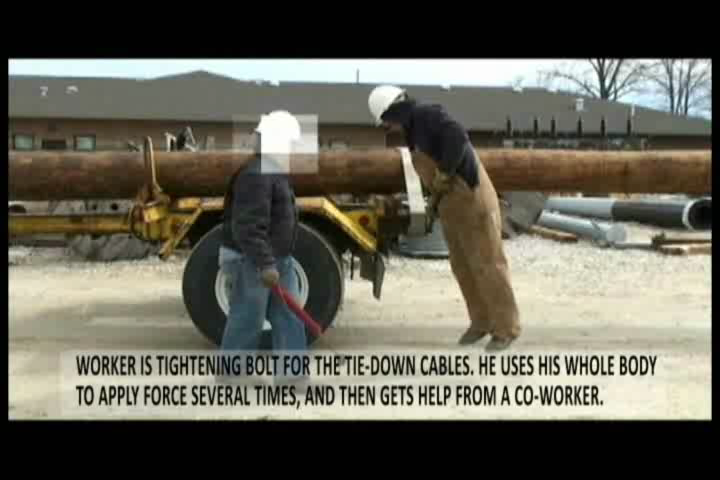 WORKER IS TIGHTENING BOLT FOR THE TIE-DOWN CABLES. HE USES HIS WHOLE BODY
TO APPLY FORCE SEVERAL TIMES, AND THEN GETS HELP FROM A CO-WORKER.